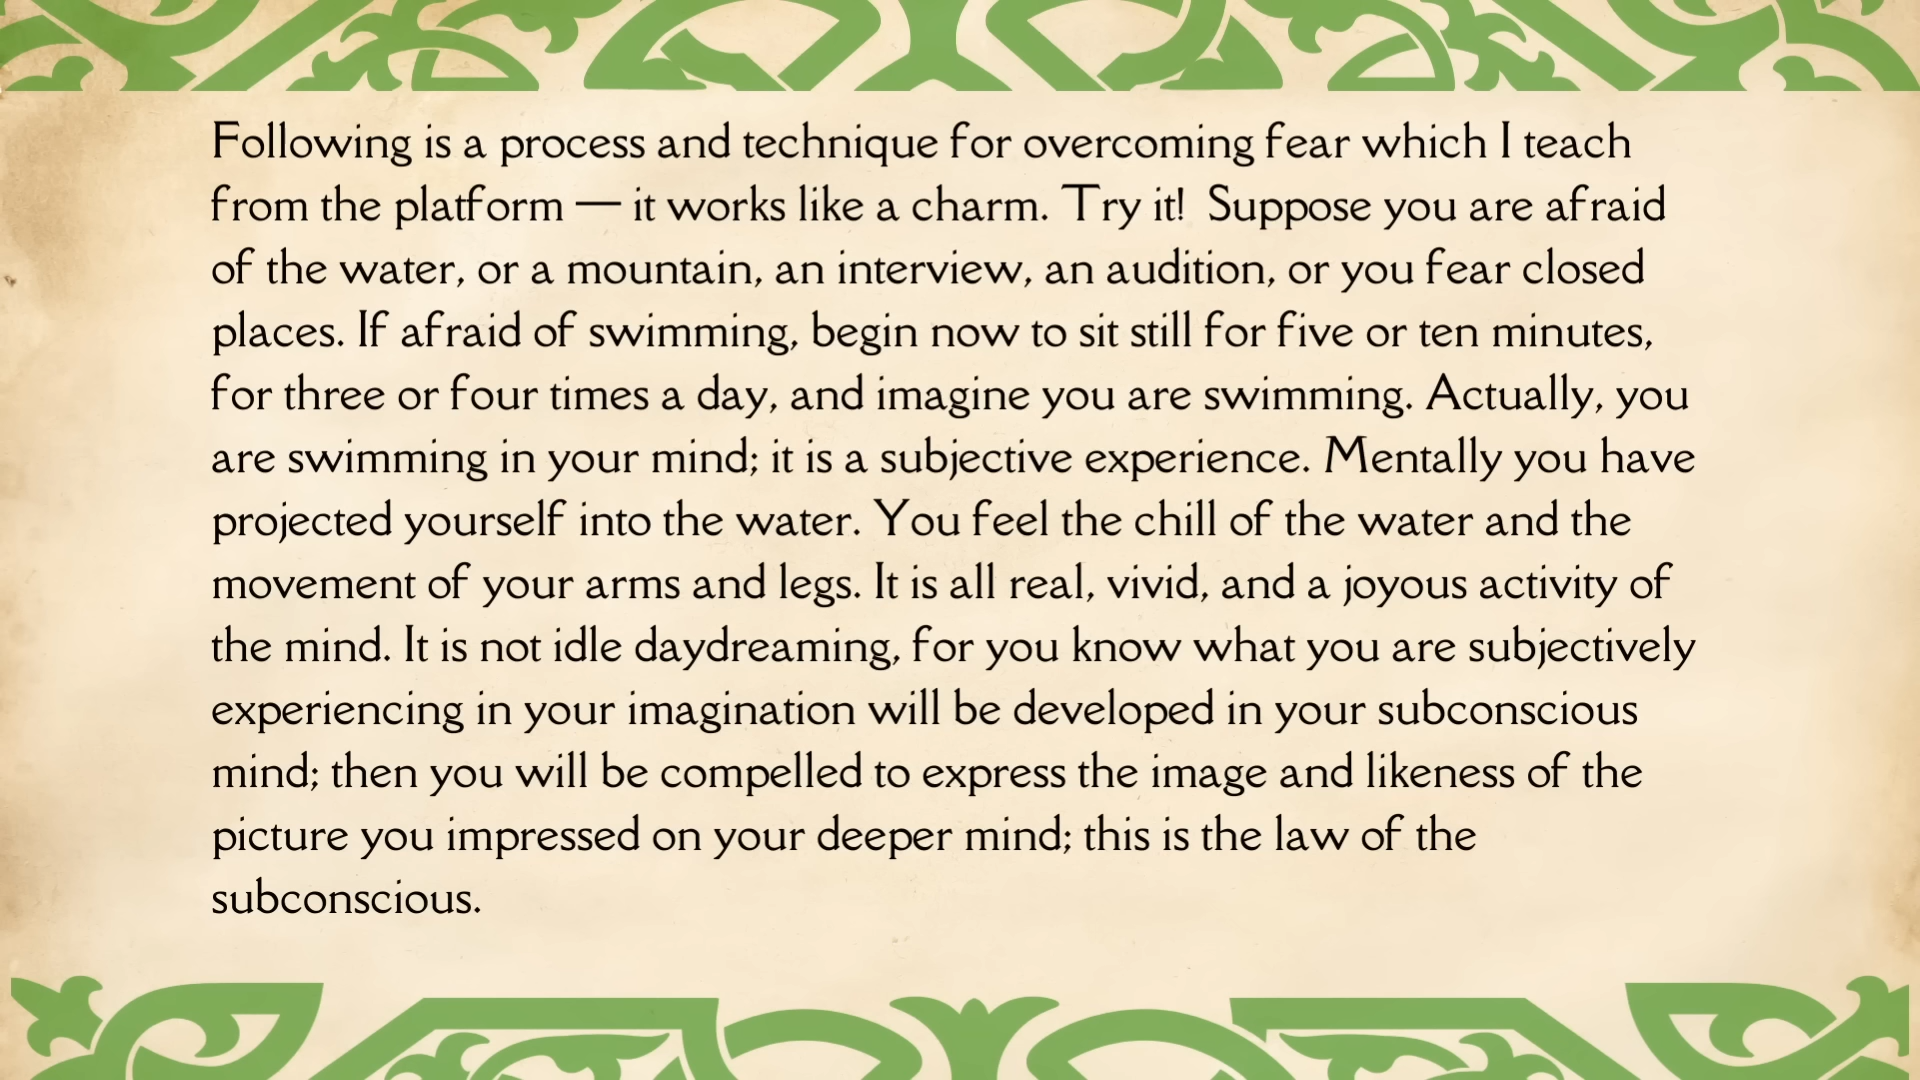 Following is a process and technique for overcoming fear which I teach
from the platform — it works like a charm. Try it!  Suppose you are afraid
of the water, or a mountain, an interview, an audition, or you fear closed
places. If afraid of swimming, begin now to sit still for five or ten minutes,
for three or four times a day, and imagine you are swimming. Actually, you
are swimming in your mind; it is a subjective experience. Mentally you have
projected yourself into the water. You feel the chill of the water and the
movement of your arms and legs. It is all real, vivid, and a joyous activity of
the mind. It is not idle daydreaming, for you know what you are subjectively
experiencing in your imagination will be developed in your subconscious
mind; then you will be compelled to express the image and likeness of the
picture you impressed on your deeper mind; this is the law of the
subconscious.